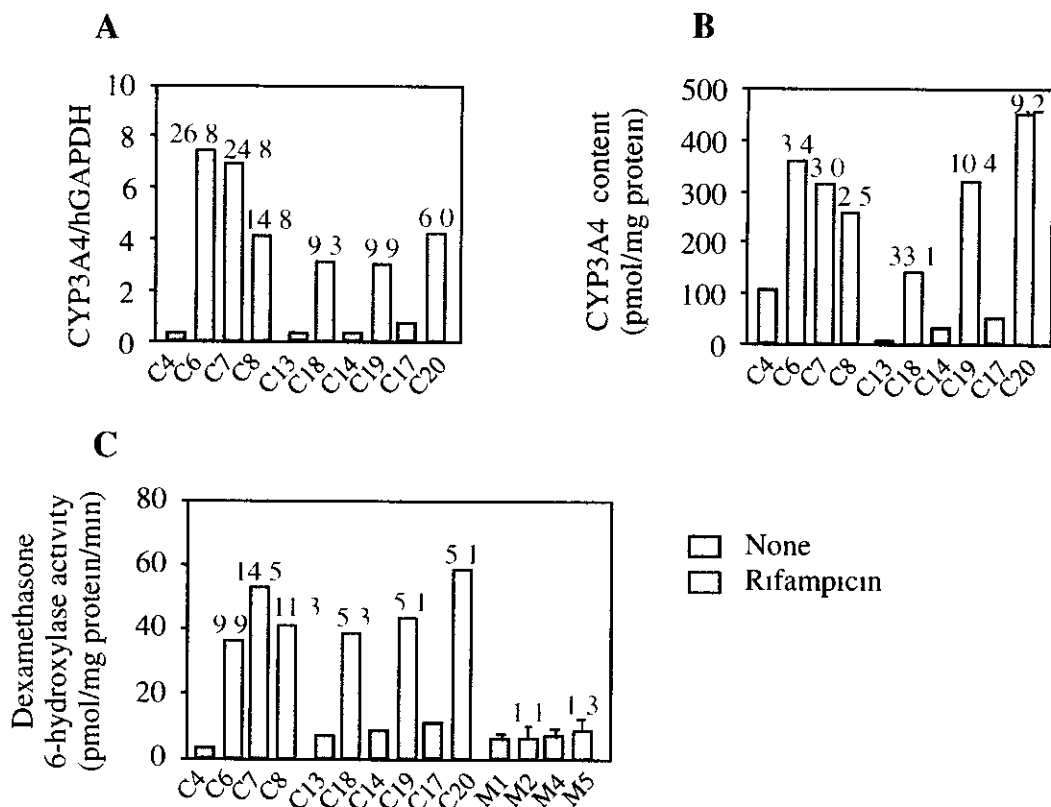 A
CYP3A4/hGAPDH
10
8
6
4
2
0
26 8
24 8
14 8
9 3
9 9
6 0
C4 C6 C7 C8 C13 C18 C14 C19 C17 C20
B
CYP3A4 content
(pmol/mg protein)
500
400
300
200
100
0
3 4
3 0
2 5
33 1
10 4
9.2
C4 C6 C7 C8 C13 C18 C14 C19 C17 C20
C
Dexamethasone
6-hydroxylase activity
(pmol/mg protein/min)
80
60
40
20
0
9 9
14 5
11 3
5 3
5 1
5 1
1 1
1.3
C4 C6 C7 C8 C13 C18 C14 C19 C17 C20 M1 M2 M4 M5
None
Rifampicin